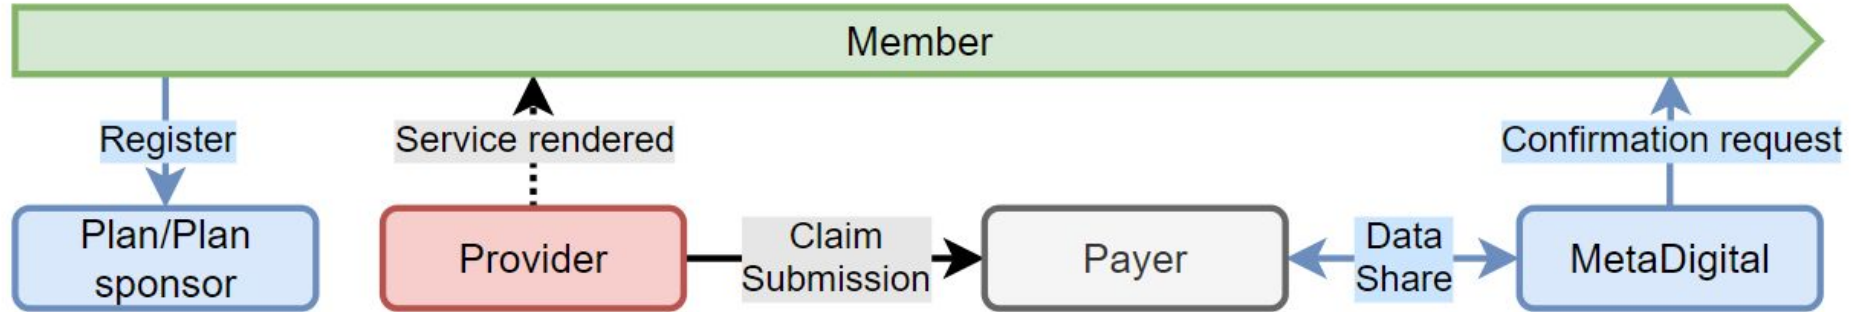 Member
Register
Service rendered
Confirmation request
Plan/Plan
sponsor
Provider
Claim
Submission
Payer
Data
Share
MetaDigital